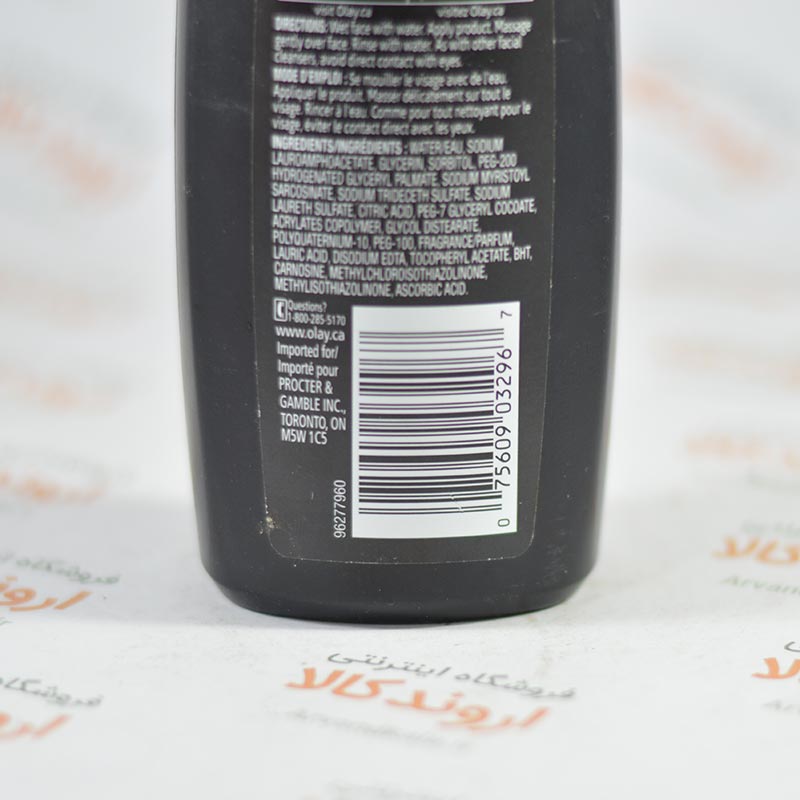 visit Olay.ca visitez Olay.ca
DIRECTIONS: Wet face with water. Apply product. Massage
gently over face. Rinse with water. As with other facial
cleansers, avoid direct contact with eyes.
MODE D'EMPLOI : Se mouiller le visage avec de l'eau.
Appliquer le produit. Masser délicatement sur tout le
visage. Rincer à l'eau. Comme pour tout nettoyant pour le
visage, éviter le contact direct avec les yeux.
INGREDIENTS/INGRÉDIENTS : WATER/EAU, SODIUM
LAUROAMPHOACETATE, GLYCERIN, SORBITOL, PEG-200
HYDROGENATED GLYCERYL PALMATE, SODIUM MYRISTOYL
SARCOSINATE, SODIUM TRIDECETH SULFATE, SODIUM
LAURETH SULFATE, CITRIC ACID, PEG-7 GLYCERYL COCOATE,
ACRYLATES COPOLYMER, GLYCOL DISTEARATE,
POLYQUATERNIUM-10, PEG-100, FRAGRANCE/PARFUM,
LAURIC ACID, DISODIUM EDTA, TOCOPHERYL ACETATE, BHT,
CARNOSINE, METHYLCHLOROISOTHIAZOLINONE,
METHYLISOTHIAZOLINONE, ASCORBIC ACID.
Questions?
1-800-285-5170
www.olay.ca
Imported for/
Importé pour
PROCTER &
GAMBLE INC.,
TORONTO, ON
M5W 1C5
96277960
0 75609 03296 7
فروشگاه اینترنتی
اروند کالا
فروشگاه اینترنتی
اروند کالا